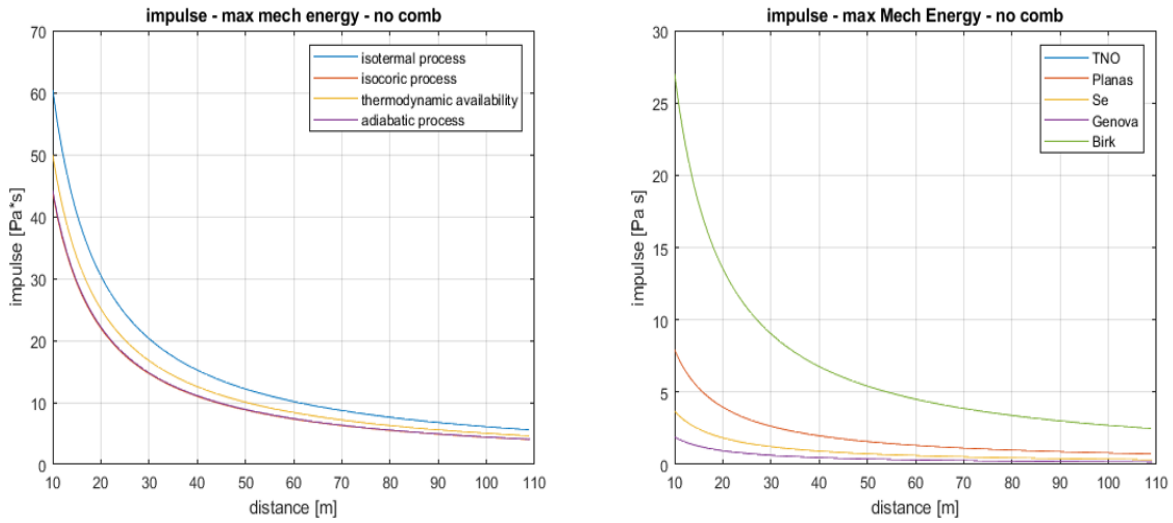 impulse - max mech energy - no comb
70
60
50
40
30
20
10
0
impulse [Pa*s]
isotermal process
isocoric process
thermodynamic availability
adiabatic process
10 20 30 40 50 60 70 80 90 100 110
distance [m]
impulse - max Mech Energy - no comb
30
25
20
15
10
5
0
impulse [Pa s]
TNO
Planas
Se
Genova
Birk
10 20 30 40 50 60 70 80 90 100 110
distance [m]